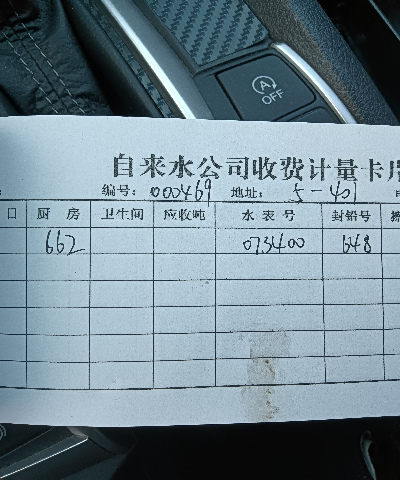 A OFF
自来水公司收费计量卡片
编号: 000469 地址: 5-401
日 厨房 卫生间 应收吨 水表号 封铅号
662 073400 648